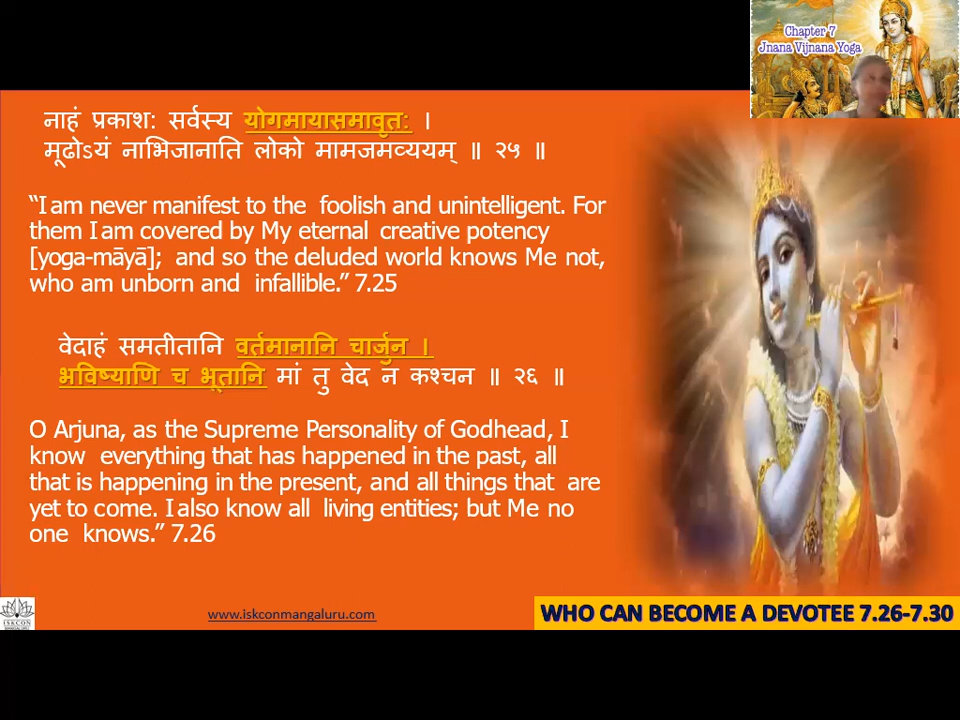 Chapter 7
Jnana Vijnana Yoga
नाहं प्रकाश: सर्वस्य योगमायासमावृत: ।
मूढोऽयं नाभिजानाति लोको मामजमव्ययम् ॥ २५ ॥
“I am never manifest to the foolish and unintelligent. For
them I am covered by My eternal creative potency
[yoga-māyā]; and so the deluded world knows Me not,
who am unborn and infallible.” 7.25
वेदाहं समतीतानि वर्तमानानि चार्जुन ।
भविष्याणि च भूतानि मां तु वेद न कश्चन ॥ २६ ॥
O Arjuna, as the Supreme Personality of Godhead, I
know everything that has happened in the past, all
that is happening in the present, and all things that are
yet to come. I also know all living entities; but Me no
one knows.” 7.26
ISKCON
MANGALURU
www.iskconmangaluru.com
WHO CAN BECOME A DEVOTEE 7.26-7.30